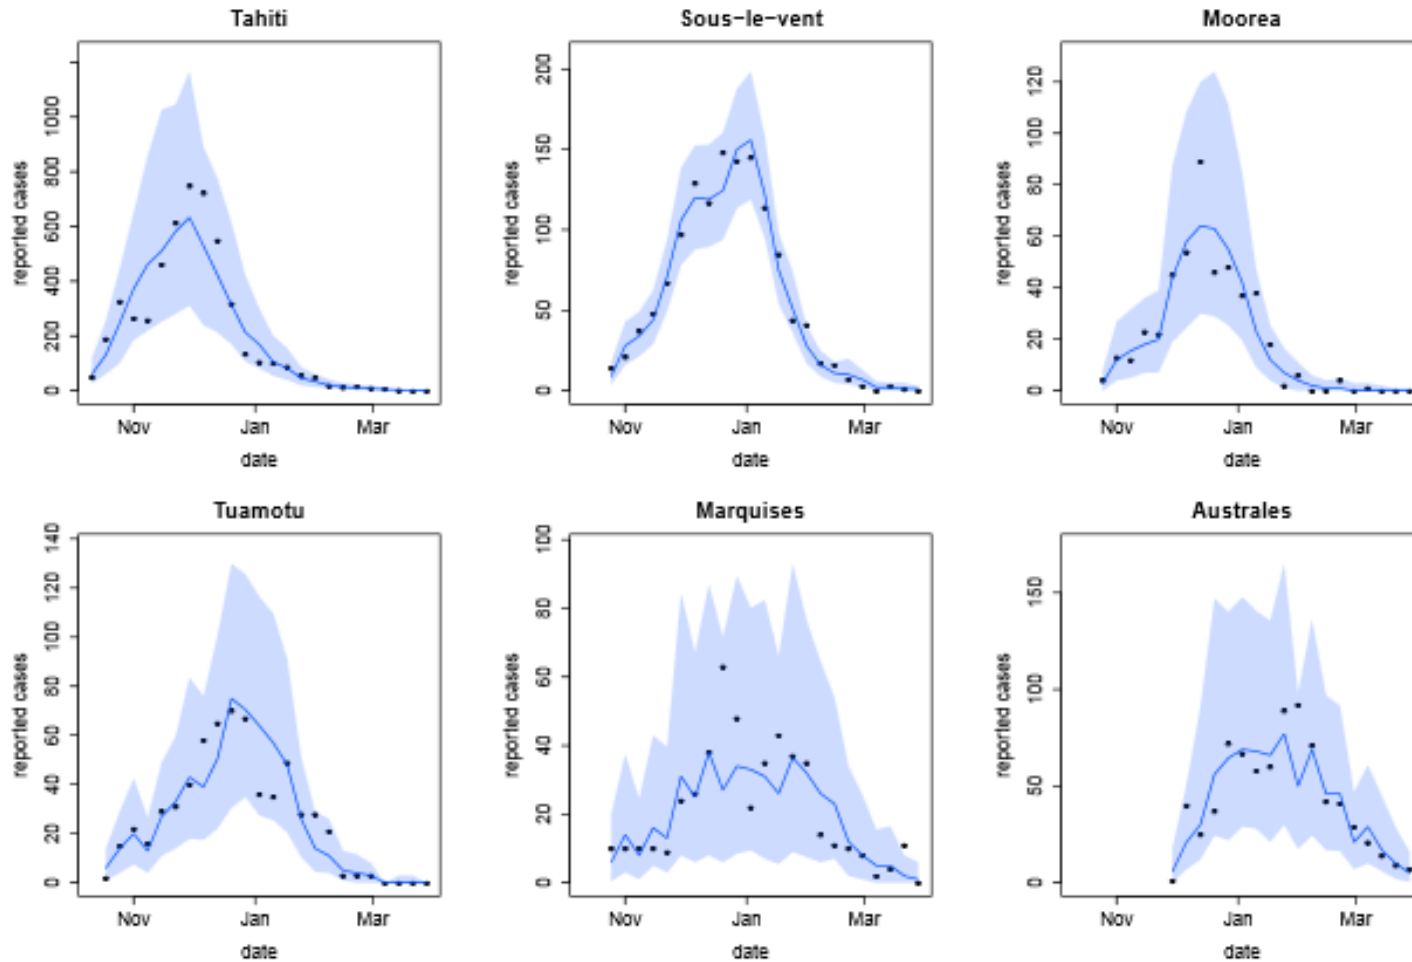 Tahiti
Sous-le-vent
Moorea
reported cases
0
200
400
600
800
1000
Nov
Jan
Mar
date
reported cases
0
50
100
150
200
Nov
Jan
Mar
date
reported cases
0
20
40
60
80
100
120
Nov
Jan
Mar
date
Tuamotu
Marquises
Australes
reported cases
0
20
40
60
80
100
120
140
Nov
Jan
Mar
date
reported cases
0
20
40
60
80
100
Nov
Jan
Mar
date
reported cases
0
50
100
150
Nov
Jan
Mar
date